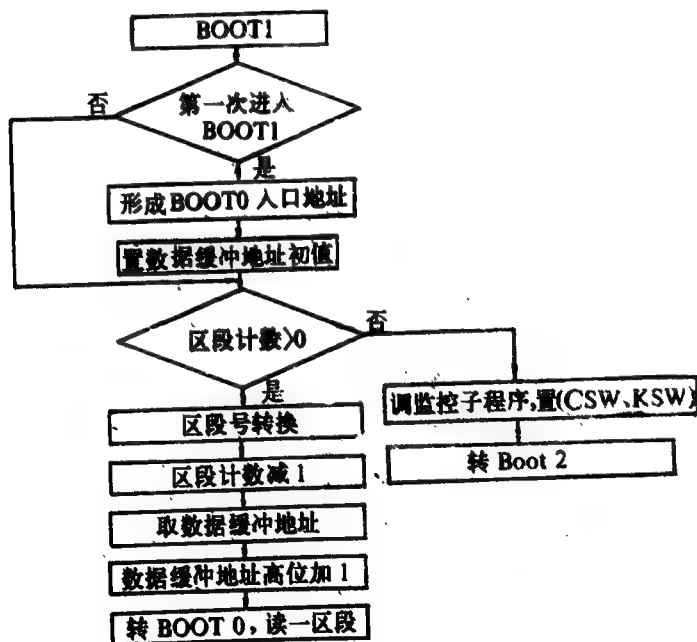 BOOT1
否
第一次进入
BOOT1
是
形成BOOT0 入口地址
置数据缓冲地址初值
区段计数>0
否
是
区段号转换
调监控子程序,置(CSW、KSW)
区段计数减 1
转 Boot 2
取数据缓冲地址
数据缓冲地址高位加 1
转 BOOT 0,读一区段